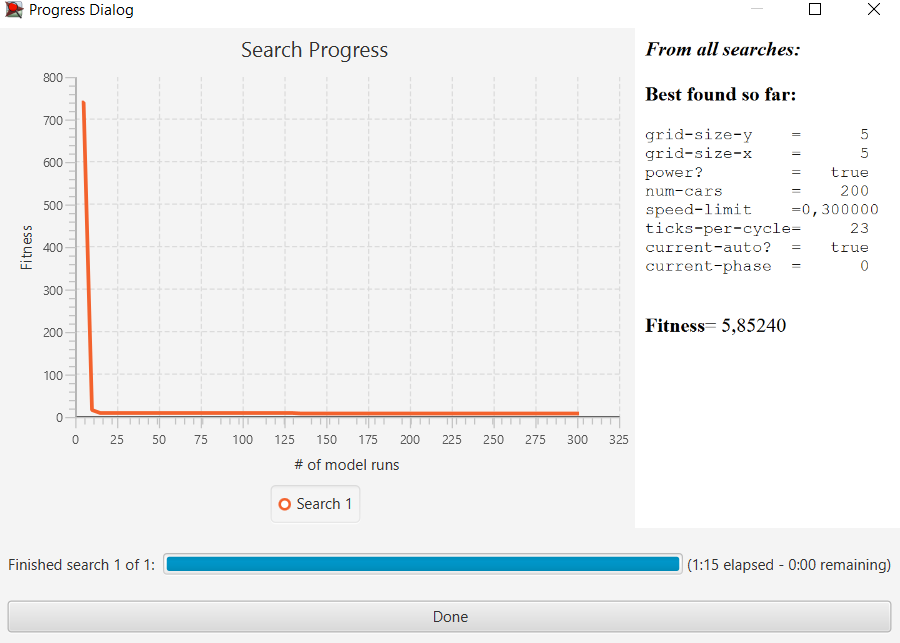 Progress Dialog
Search Progress
Fitness
800
700
600
500
400
300
200
100
0
0 25 50 75 100 125 150 175 200 225 250 275 300 325
# of model runs
Search 1
From all searches:
Best found so far:
grid-size-y = 5
grid-size-x = 5
power? = true
num-cars = 200
speed-limit =0,300000
ticks-per-cycle= 23
current-auto? = true
current-phase = 0
Fitness= 5,85240
Finished search 1 of 1:
(1:15 elapsed - 0:00 remaining)
Done